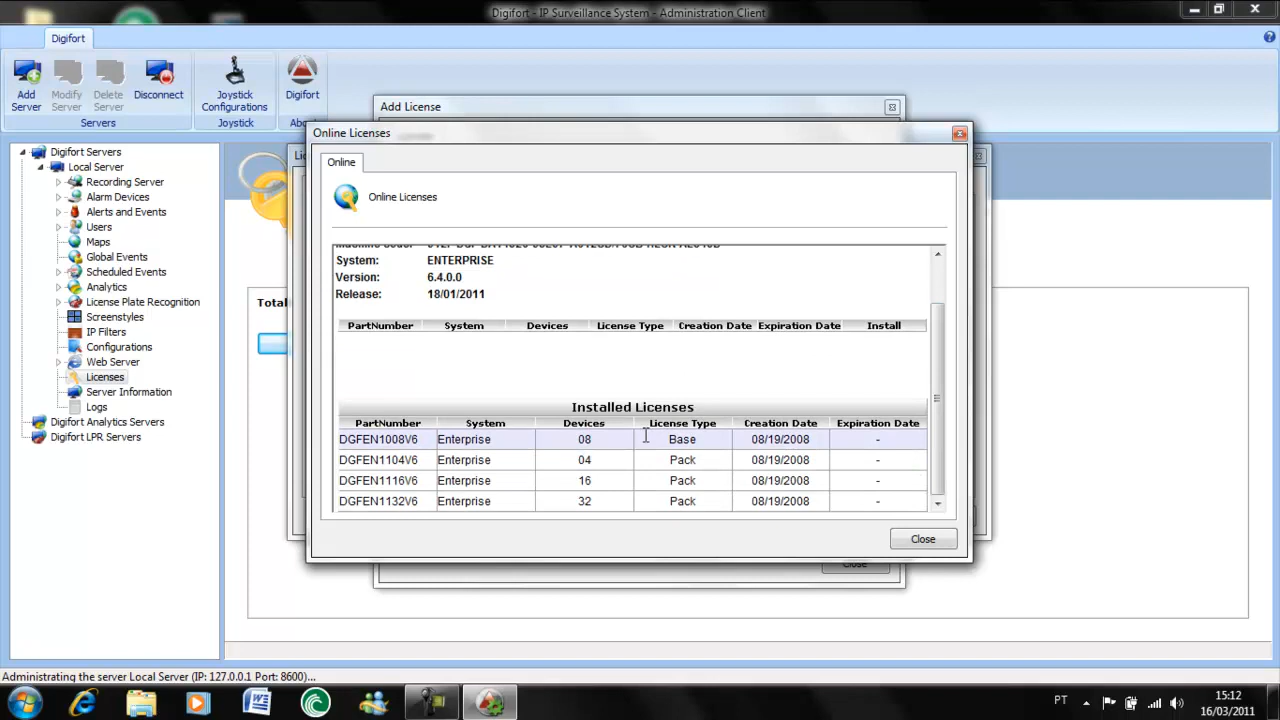 Digifort - IP Surveillance System - Administration Client
Digifort
Add Server
Modify Server
Delete Server
Disconnect
Joystick Configurations
Digifort
Servers
Joystick
Digifort Servers
Local Server
Recording Server
Alarm Devices
Alerts and Events
Users
Maps
Global Events
Scheduled Events
Analytics
License Plate Recognition
Screenstyles
IP Filters
Configurations
Web Server
Licenses
Server Information
Logs
Digifort Analytics Servers
Digifort LPR Servers
Add License
Online Licenses
Online
Online Licenses
System: ENTERPRISE
Version: 6.4.0.0
Release: 18/01/2011
PartNumber System Devices License Type Creation Date Expiration Date Install
Installed Licenses
PartNumber System Devices License Type Creation Date Expiration Date
DGFEN1008V6 Enterprise 08 Base 08/19/2008 -
DGFEN1104V6 Enterprise 04 Pack 08/19/2008 -
DGFEN1116V6 Enterprise 16 Pack 08/19/2008 -
DGFEN1132V6 Enterprise 32 Pack 08/19/2008 -
Close
Close
Administrating the server Local Server (IP: 127.0.0.1 Port: 8600)...
PT
15:12
16/03/2011